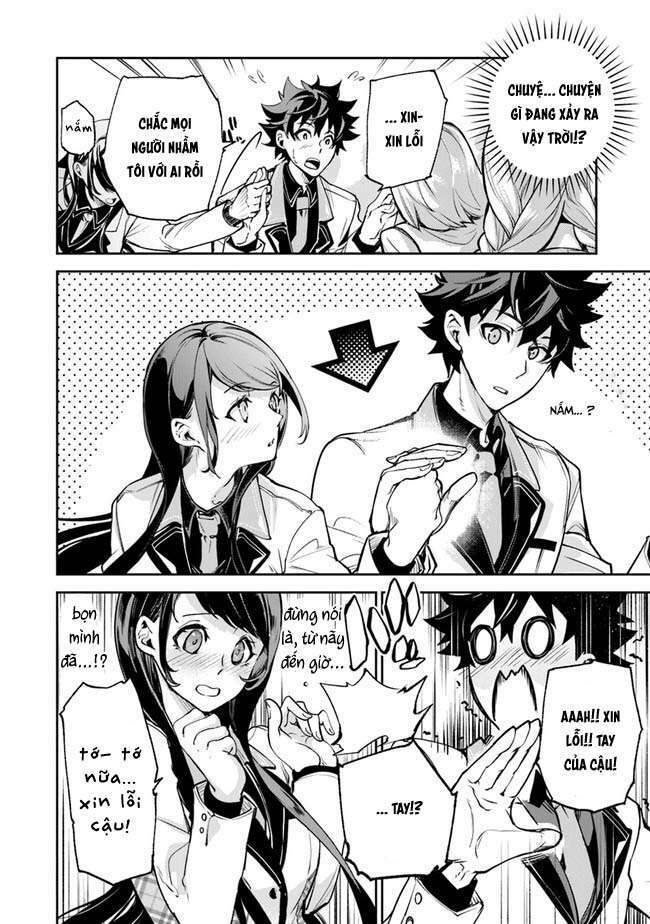 CHUYỆ... CHUYỆN
GÌ ĐANG XẢY RA
VẬY TRỜI!?
... XIN-
XIN LỖI
CHẮC MỌI
NGƯỜI NHẦM
TÔI VỚI AI RỒI
nắm
NẮM... ?
AAAH!! XIN
LỖI!! TAY
CỦA CẬU!
... TAY!?
đừng nói
là, từ nãy
đến giờ...
bọn
mình
đã...!?
tớ- tớ
nữa...
xin lỗi
cậu!